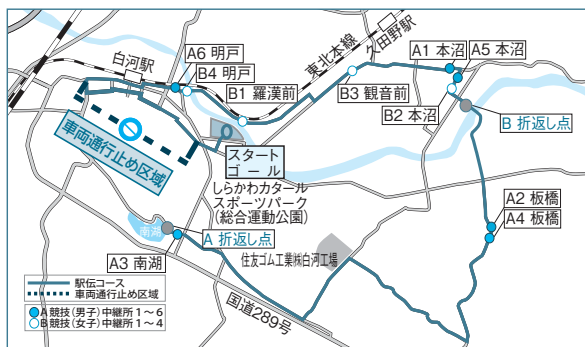 白河駅
A6 明戸
B4 明戸
B1 羅漢前
東北本線
久田野駅
A1 本沼
A5 本沼
B3 観音前
B2 本沼
B 折返し点
車両通行止め区域
スタート
ゴール
しらかわカタール
スポーツパーク
(総合運動公園)
A2 板橋
A4 板橋
南湖
A 折返し点
A3 南湖
住友ゴム工業㈱白河工場
国道289号
駅伝コース
車両通行止め区域
A競技(男子)中継所1～6
B競技(女子)中継所1～4